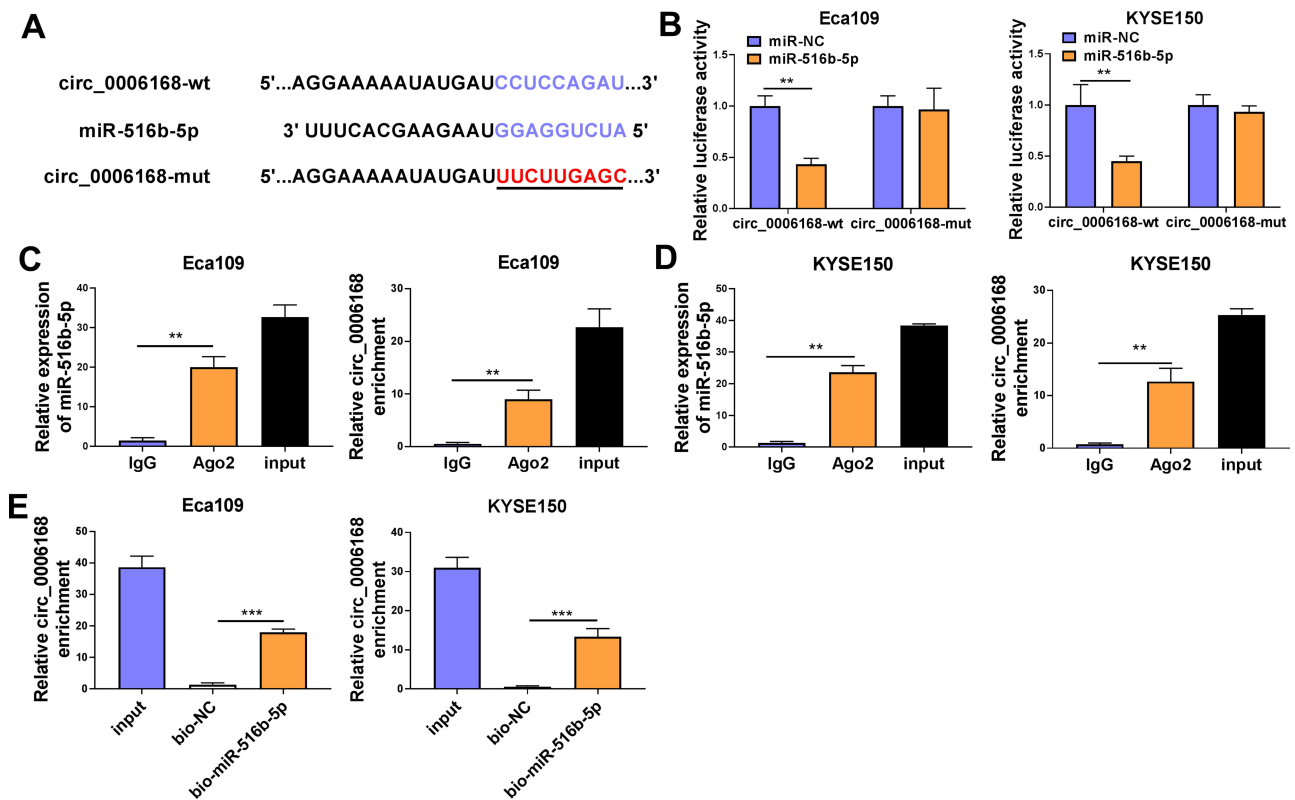 A
circ_0006168-wt 5'...AGGAAAAAUAUGAUCCUCCAGAU...3'
miR-516b-5p 3' UUUCACGAAGAAUGGAGGUCUA 5'
circ_0006168-mut 5'...AGGAAAAAUAUGAUUUCUUGAGC...3'
B
Eca109
miR-NC
miR-516b-5p
Relative luciferase activity
1.5
1.0
0.5
0.0
**
circ_0006168-wt circ_0006168-mut
KYSE150
miR-NC
miR-516b-5p
Relative luciferase activity
1.5
1.0
0.5
0.0
**
circ_0006168-wt circ_0006168-mut
C
Eca109
Relative expression
of miR-516b-5p
40
30
20
10
0
**
IgG Ago2 input
Eca109
Relative circ_0006168
enrichment
30
20
10
0
**
IgG Ago2 input
D
KYSE150
Relative expression
of miR-516b-5p
50
40
30
20
10
0
**
IgG Ago2 input
KYSE150
Relative circ_0006168
enrichment
30
20
10
0
**
IgG Ago2 input
E
Eca109
Relative circ_0006168
enrichment
50
40
30
20
10
0
***
input
bio-NC
bio-miR-516b-5p
KYSE150
Relative circ_0006168
enrichment
40
30
20
10
0
***
input
bio-NC
bio-miR-516b-5p